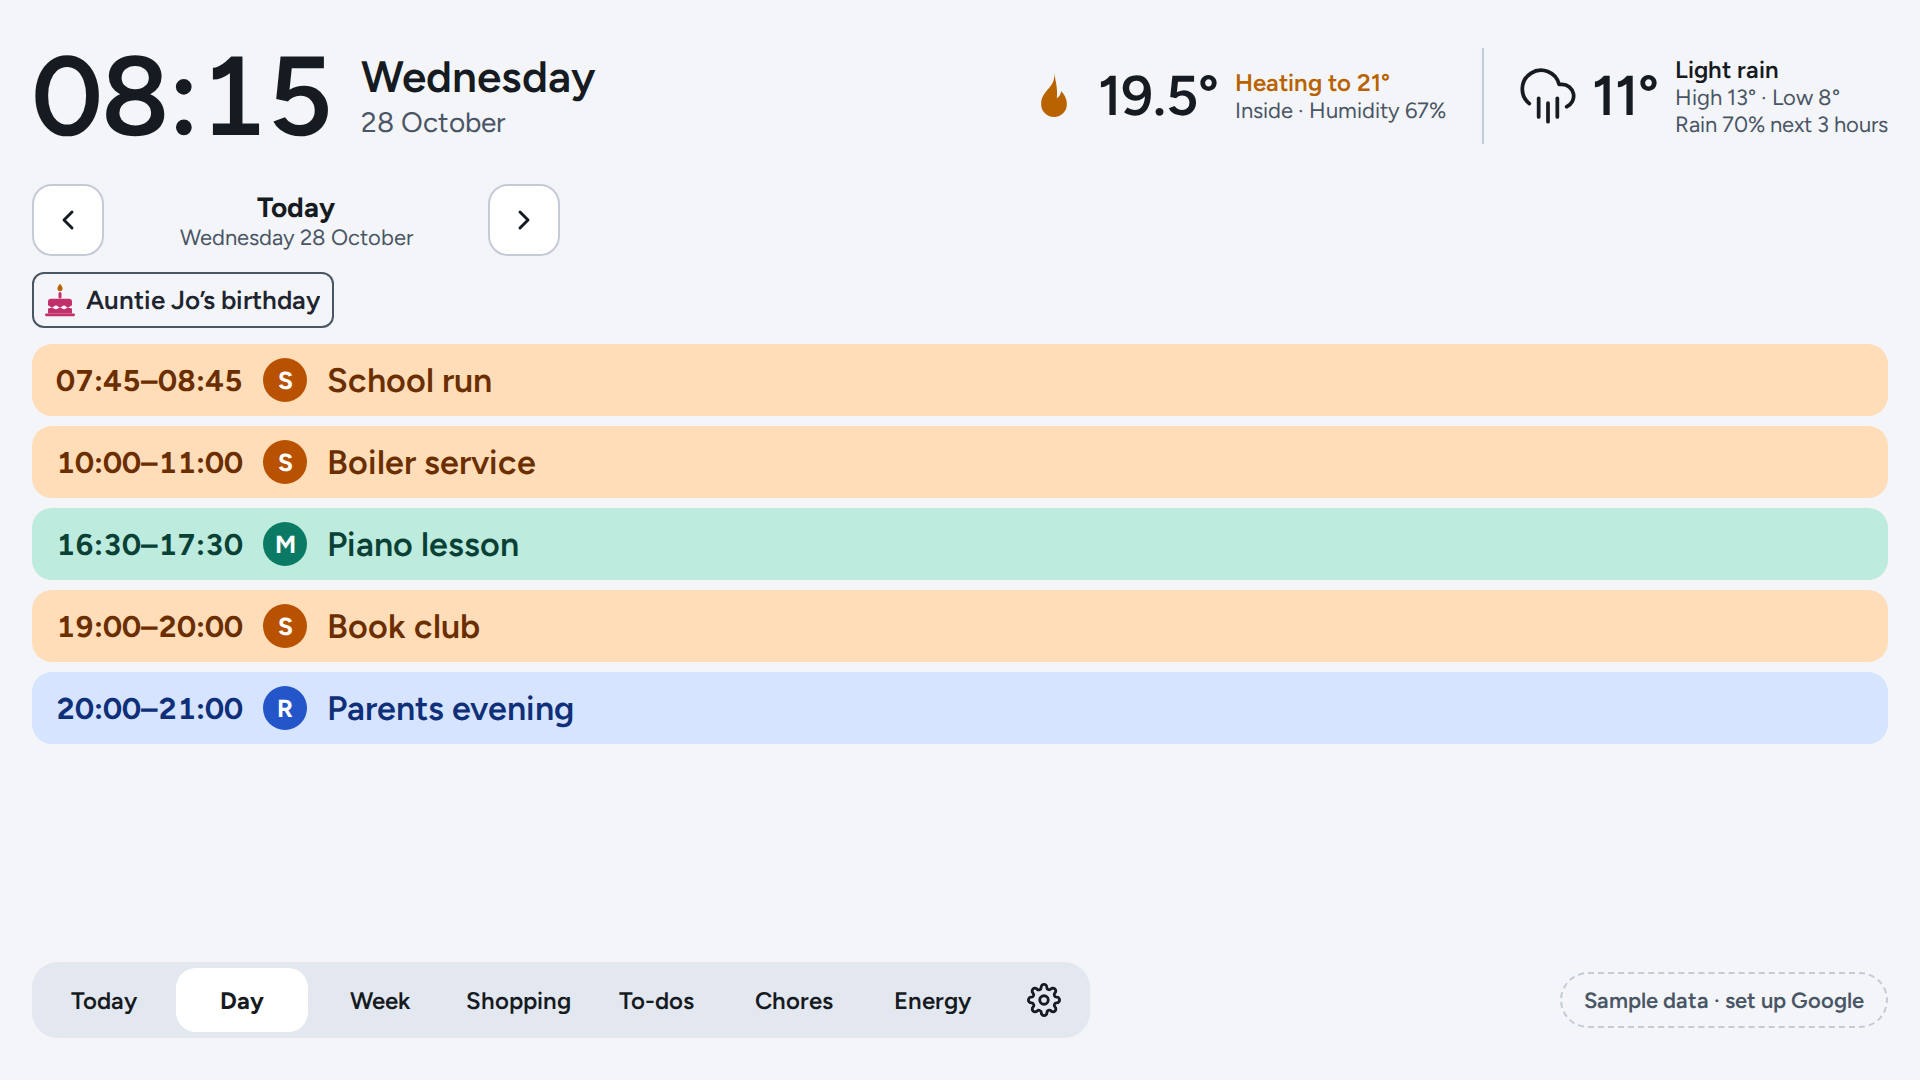 08:15
Wednesday
28 October
19.5°
Heating to 21°
Inside · Humidity 67%
11°
Light rain
High 13° · Low 8°
Rain 70% next 3 hours
Today
Wednesday 28 October
Auntie Jo’s birthday
07:45–08:45 S School run
10:00–11:00 S Boiler service
16:30–17:30 M Piano lesson
19:00–20:00 S Book club
20:00–21:00 R Parents evening
Today Day Week Shopping To-dos Chores Energy
Sample data · set up Google